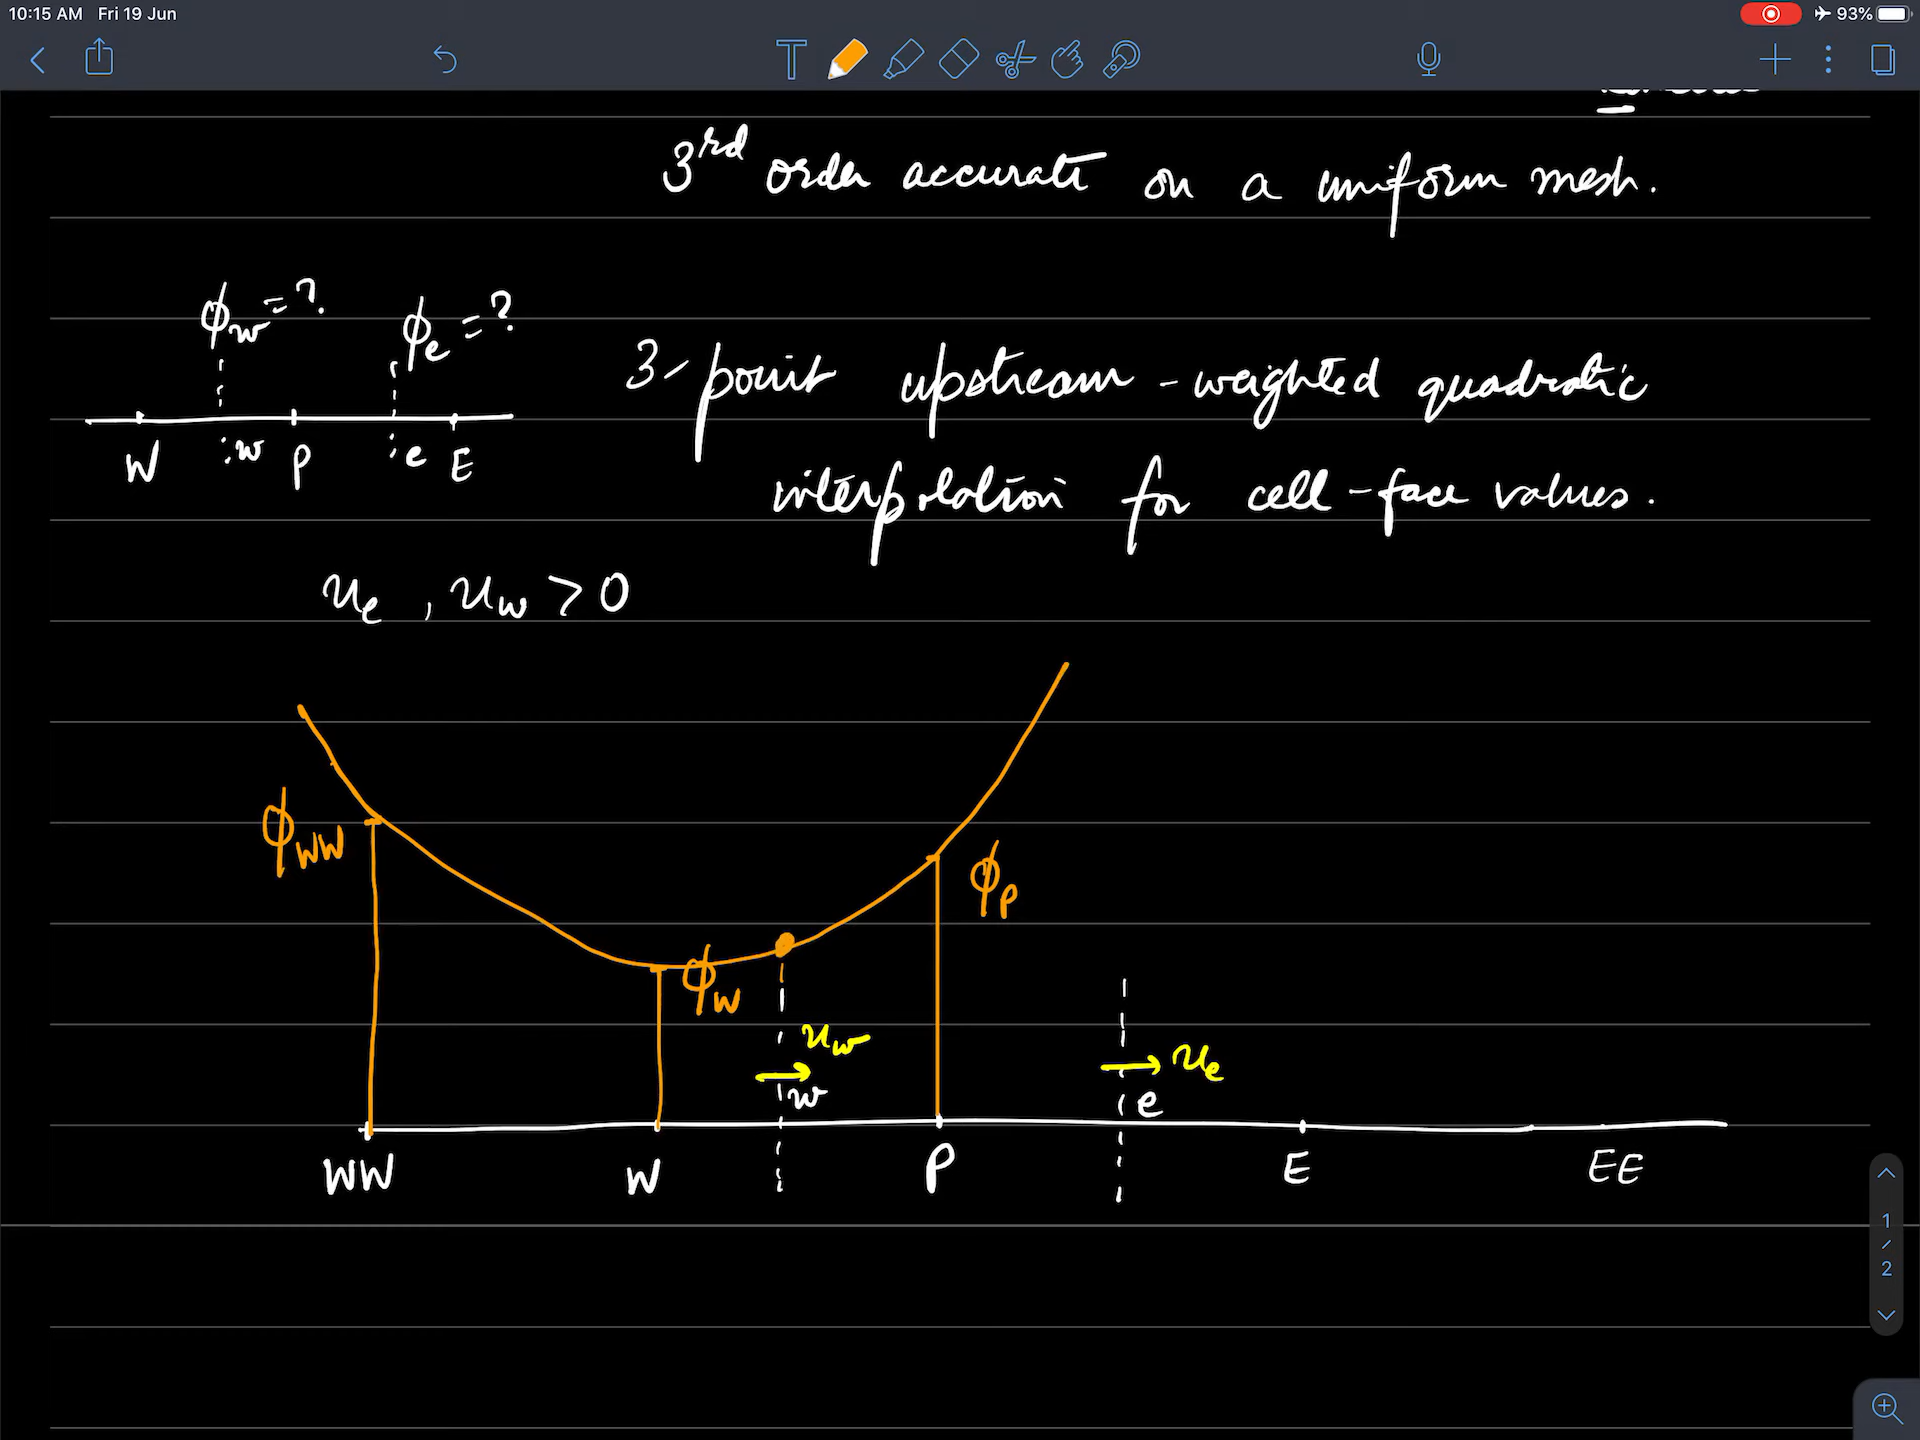 10:15 AM Fri 19 Jun
93%
T
3rd order accurate on a uniform mesh.
ϕw = ?
ϕe = ?
W w P e E
3-point upstream-weighted quadratic
interpolation for cell-face values.
ue , uw > 0
ϕWW
ϕP
ϕW
uw
ue
w
e
WW W P E EE
1
/
2